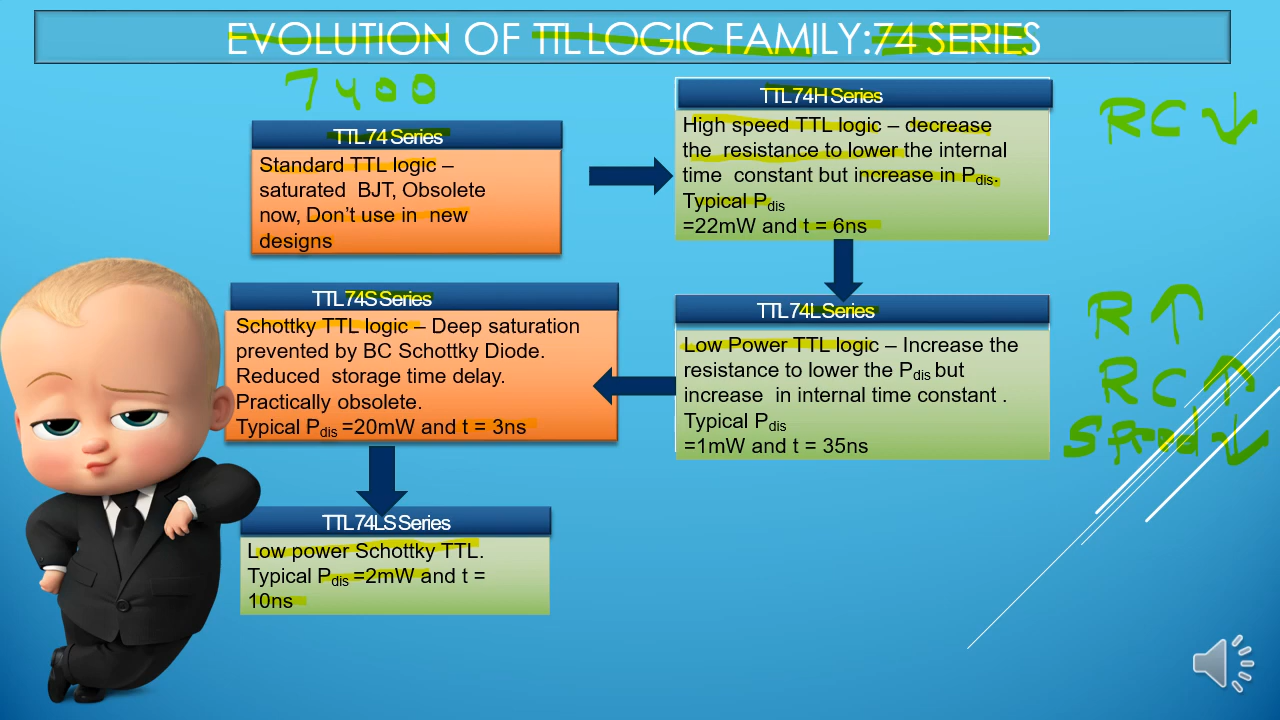 EVOLUTION OF TTL LOGIC FAMILY:74 SERIES
7400
TTL74 Series
Standard TTL logic –
saturated BJT, Obsolete
now, Don't use in new
designs
TTL74H Series
High speed TTL logic – decrease
the resistance to lower the internal
time constant but increase in Pdis.
Typical Pdis
=22mW and t = 6ns
RC ↓
TTL74L Series
Low Power TTL logic – Increase the
resistance to lower the Pdis but
increase in internal time constant .
Typical Pdis
=1mW and t = 35ns
R ↑
RC ↑
TTL74S Series
Schottky TTL logic – Deep saturation
prevented by BC Schottky Diode.
Reduced storage time delay.
Practically obsolete.
Typical Pdis =20mW and t = 3ns
TTL74LS Series
Low power Schottky TTL.
Typical Pdis =2mW and t =
10ns